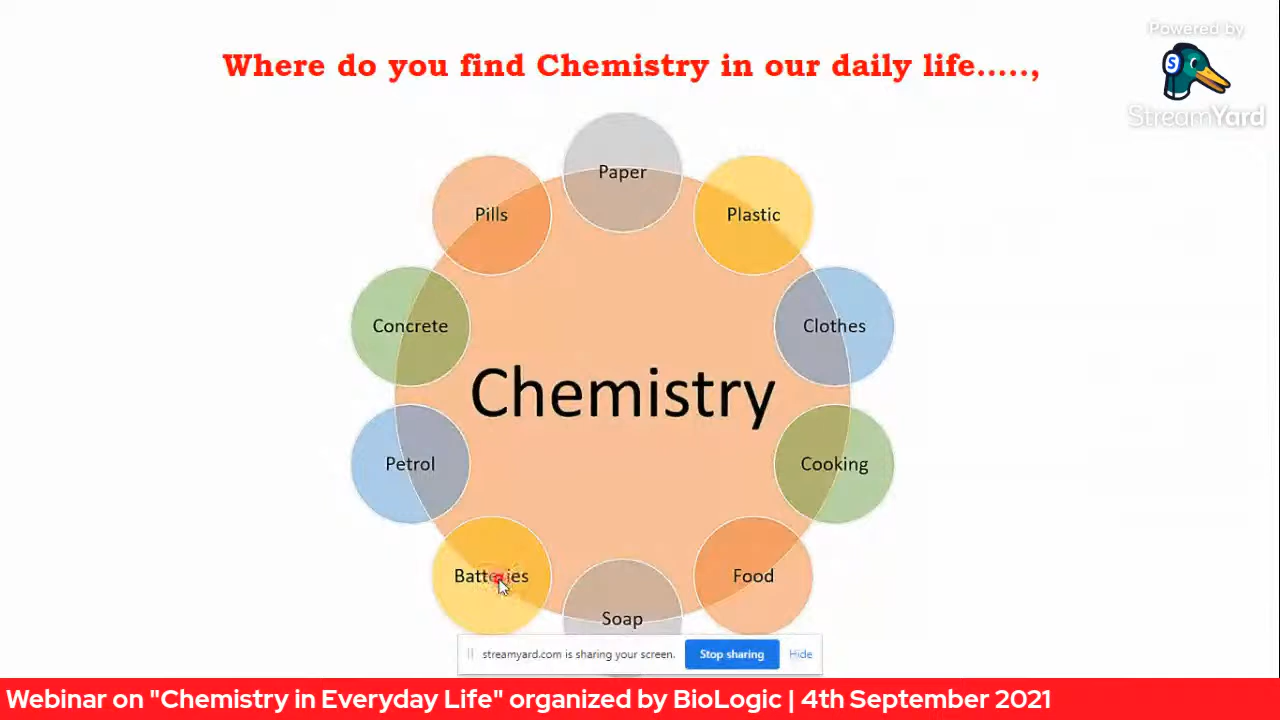 Powered by
StreamYard
Where do you find Chemistry in our daily life.....,
Paper
Pills
Plastic
Concrete
Clothes
Chemistry
Petrol
Cooking
Batteries
Food
Soap
streamyard.com is sharing your screen.
Stop sharing
Hide
Webinar on "Chemistry in Everyday Life" organized by BioLogic | 4th September 2021